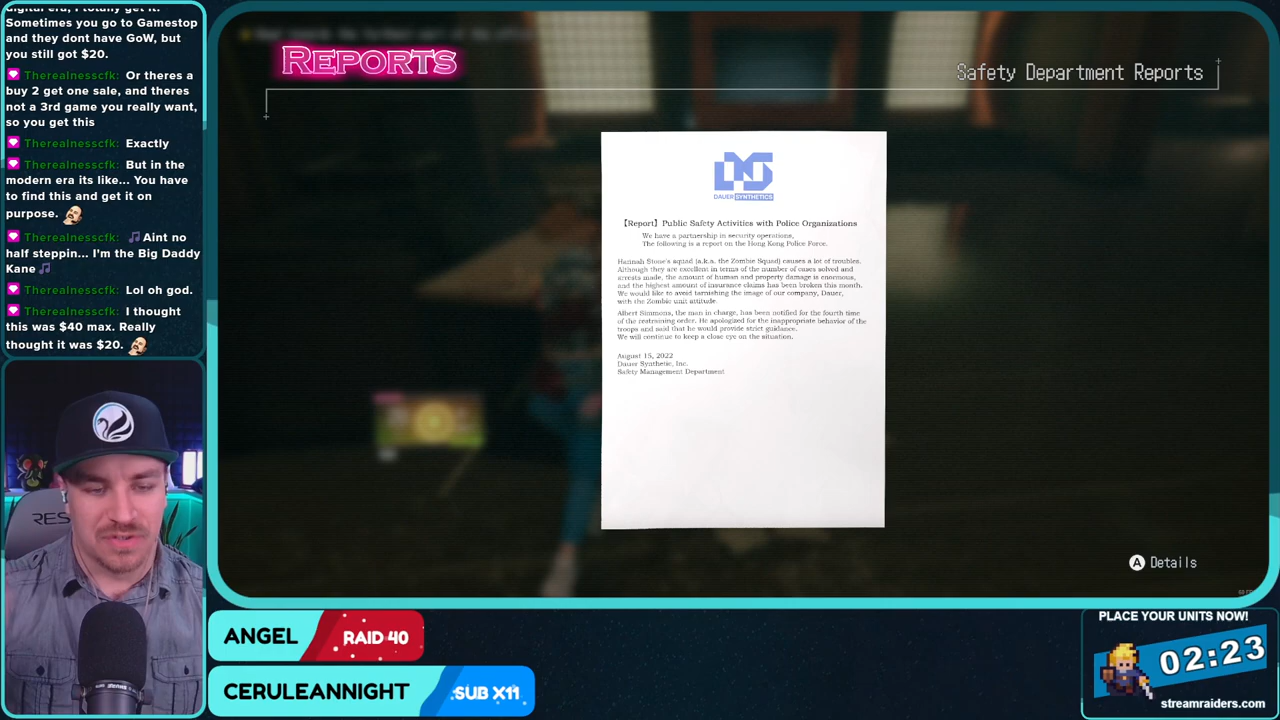 digital era, I totally get it.
Sometimes you go to Gamestop
and they dont have GoW, but
you still got $20.
Therealnesscfk: Or theres a
buy 2 get one sale, and theres
not a 3rd game you really want,
so you get this
Therealnesscfk: Exactly
Therealnesscfk: But in the
modern era its like... You have
to find this and get it on
purpose.
Therealnesscfk: 🎵Aint no
half steppin... I'm the Big Daddy
Kane🎵
Therealnesscfk: Lol oh god.
Therealnesscfk: I thought
this was $20 max. Really
thought it is $20.
REPORTS
Safety Department Reports
DAUER SYNTHETICS
【Report】Public Safety Activities with Police Organizations
We have a partnership in security operations,
The following is a report on the Hong Kong Police Force.
Hannah Stone's squad (a.k.a. the Zombie Squad) causes a lot of troubles.
Although they are excellent in terms of the number of cases solved and
arrests made, the amount of human and property damage is enormous,
and the highest amount of insurance claims has been broken this month.
We would like to avoid tarnishing the image of our company, Dauer,
with the Zombie unit attitude.
Albert Simmons, the man in charge, has been notified for the fourth time
of the restraining order. He apologized for the inappropriate behavior of the
troops and said that he would provide strict guidance.
We will continue to keep a close eye on the situation.
August 15, 2022
Dauer Synthetic, Inc.
Safety Management Department
A Details
RES
ANGEL RAID 40
CERULEANNIGHT SUB X11
PLACE YOUR UNITS NOW!
02:23
streamraiders.com